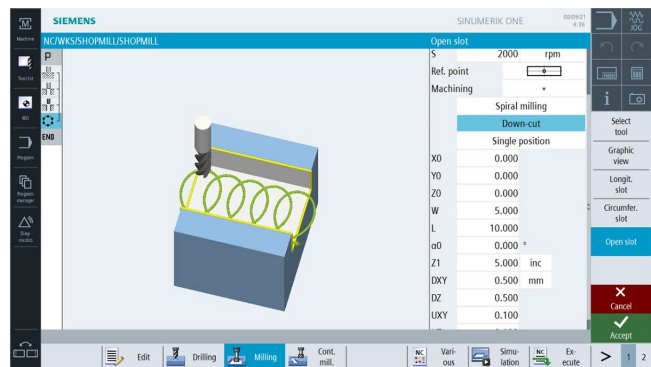 SIEMENS
SINUMERIK ONE
4:36
JOG
Machine
NC/WKS/SHOPMILL/SHOPMILL
Open slot
P
S 2000 rpm
Ref. point
Machining
Tool list
Spiral milling
Down-cut
Single position
WO
END
Select
tool
Program
Graphic
view
X0 0.000
Y0 0.000
Longit.
slot
Program
manager
Z0 0.000
W 5.000
Circumfer.
slot
L 10.000
Diag-
nostics
α0 0.000 °
Open slot
Z1 5.000 inc
DXY 0.500 mm
DZ 0.500
Cancel
UXY 0.100
Accept
Edit
Drilling
Milling
Cont.
mill.
NC
Vari-
ous
Simu-
lation
NC
Ex-
ecute
> 1 2